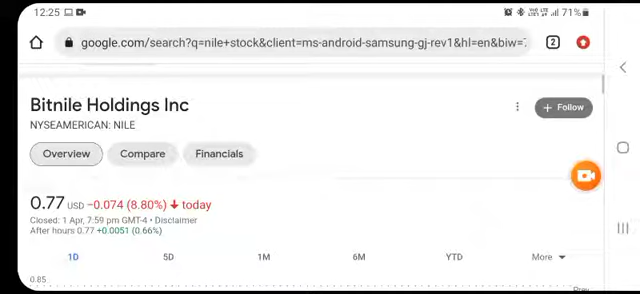 12:25 71%
google.com/search?q=nile+stock&client=ms-android-samsung-gj-rev1&hl=en&biw= 2
Bitnile Holdings Inc
NYSEAMERICAN: NILE
+ Follow
Overview Compare Financials
0.77 USD −0.074 (8.80%) ↓ today
Closed: 1 Apr, 7:59 pm GMT-4 • Disclaimer
After hours 0.77 +0.0051 (0.66%)
1D 5D 1M 6M YTD More
0.85
Prev